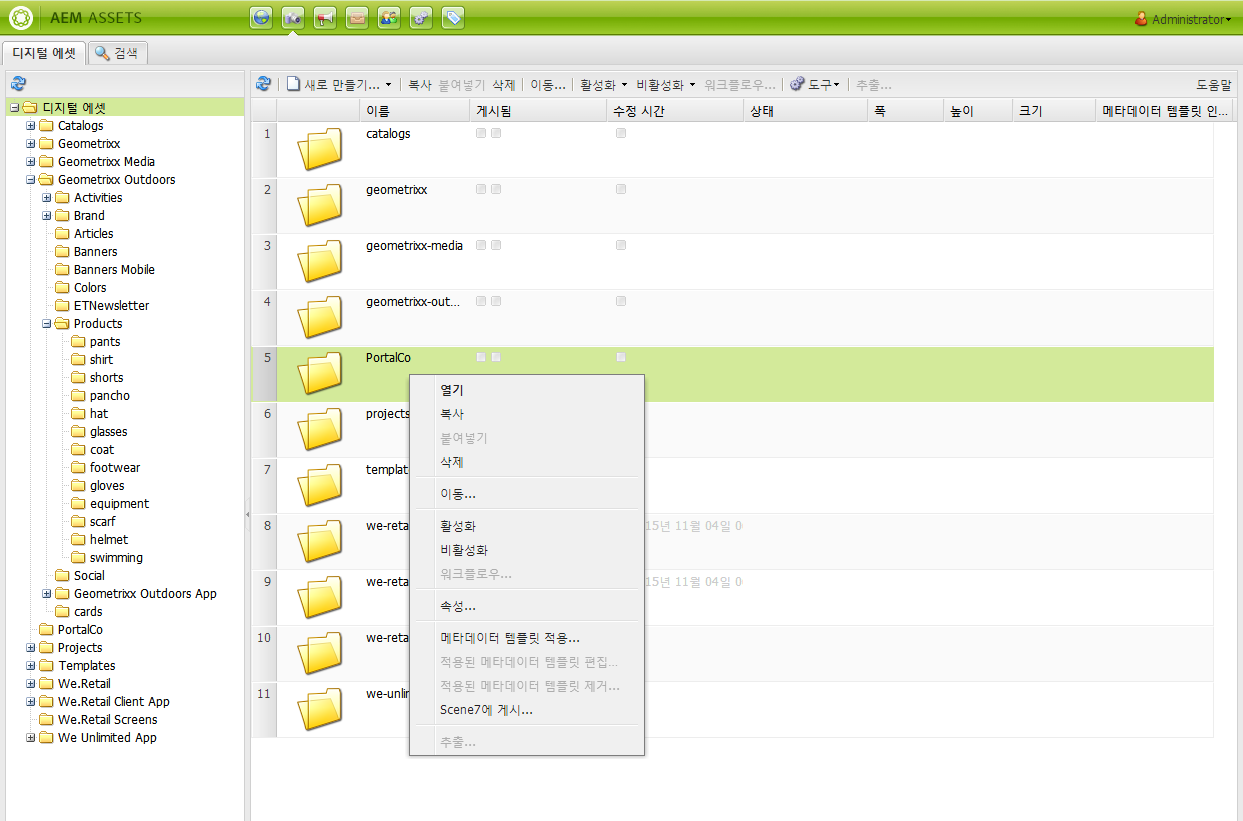 AEM ASSETS
Administrator
디지털 에셋 검색
새로 만들기... 복사 붙여넣기 삭제 이동... 활성화 비활성화 워크플로우... 도구 추출... 도움말
디지털 에셋
Catalogs
Geometrixx
Geometrixx Media
Geometrixx Outdoors
Activities
Brand
Articles
Banners
Banners Mobile
Colors
ETNewsletter
Products
pants
shirt
shorts
pancho
hat
glasses
coat
footwear
gloves
equipment
scarf
helmet
swimming
Social
Geometrixx Outdoors App
cards
PortalCo
Projects
Templates
We.Retail
We.Retail Client App
We.Retail Screens
We Unlimited App
이름 게시됨 수정 시간 상태 폭 높이 크기 메타데이터 템플릿 인...
1 catalogs
2 geometrixx
3 geometrixx-media
4 geometrixx-out...
5 PortalCo
6 projects
7 templat
8 we-reta 15년 11월 04일 0
9 we-reta 15년 11월 04일 0
10 we-reta
11 we-unlin
열기
복사
붙여넣기
삭제
이동...
활성화
비활성화
워크플로우...
속성...
메타데이터 템플릿 적용...
적용된 메타데이터 템플릿 편집...
적용된 메타데이터 템플릿 제거...
Scene7에 게시...
추출...